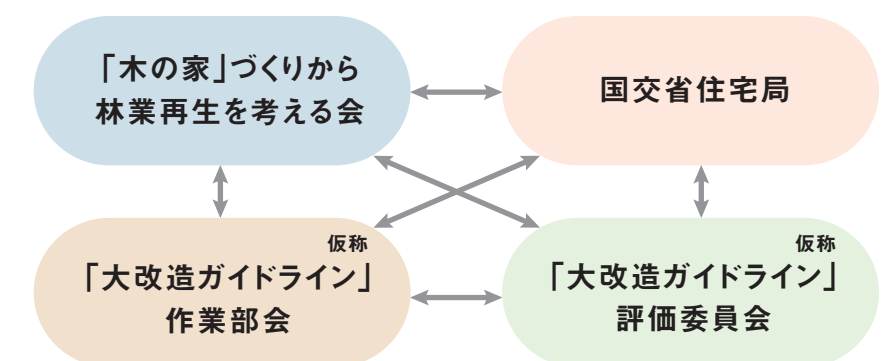 「木の家」づくりから
林業再生を考える会
国交省住宅局
仮称
「大改造ガイドライン」
作業部会
仮称
「大改造ガイドライン」
評価委員会